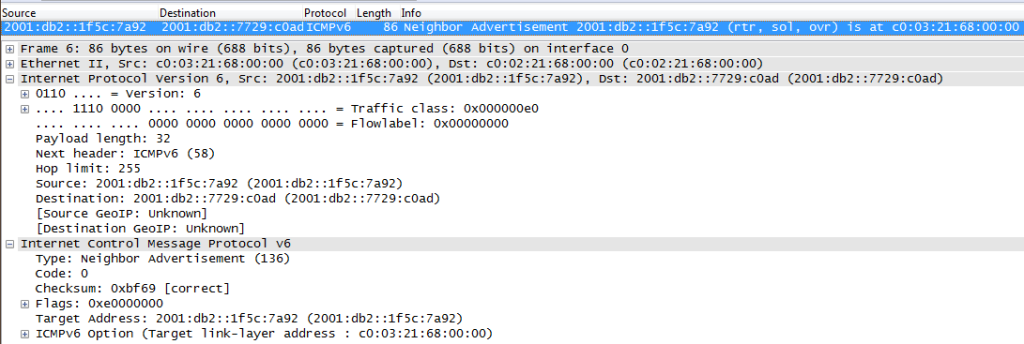 Source Destination Protocol Length Info
2001:db2::1f5c:7a92 2001:db2::7729:c0ad ICMPv6 86 Neighbor Advertisement 2001:db2::1f5c:7a92 (rtr, sol, ovr) is at c0:03:21:68:00:00
Frame 6: 86 bytes on wire (688 bits), 86 bytes captured (688 bits) on interface 0
Ethernet II, Src: c0:03:21:68:00:00 (c0:03:21:68:00:00), Dst: c0:02:21:68:00:00 (c0:02:21:68:00:00)
Internet Protocol Version 6, Src: 2001:db2::1f5c:7a92 (2001:db2::1f5c:7a92), Dst: 2001:db2::7729:c0ad (2001:db2::7729:c0ad)
0110 .... = Version: 6
.... 1110 0000 .... .... .... .... .... = Traffic class: 0x000000e0
.... .... .... 0000 0000 0000 0000 0000 = Flowlabel: 0x00000000
Payload length: 32
Next header: ICMPv6 (58)
Hop limit: 255
Source: 2001:db2::1f5c:7a92 (2001:db2::1f5c:7a92)
Destination: 2001:db2::7729:c0ad (2001:db2::7729:c0ad)
[Source GeoIP: Unknown]
[Destination GeoIP: Unknown]
Internet Control Message Protocol v6
Type: Neighbor Advertisement (136)
Code: 0
Checksum: 0xbf69 [correct]
Flags: 0xe0000000
Target Address: 2001:db2::1f5c:7a92 (2001:db2::1f5c:7a92)
ICMPv6 Option (Target link-layer address : c0:03:21:68:00:00)